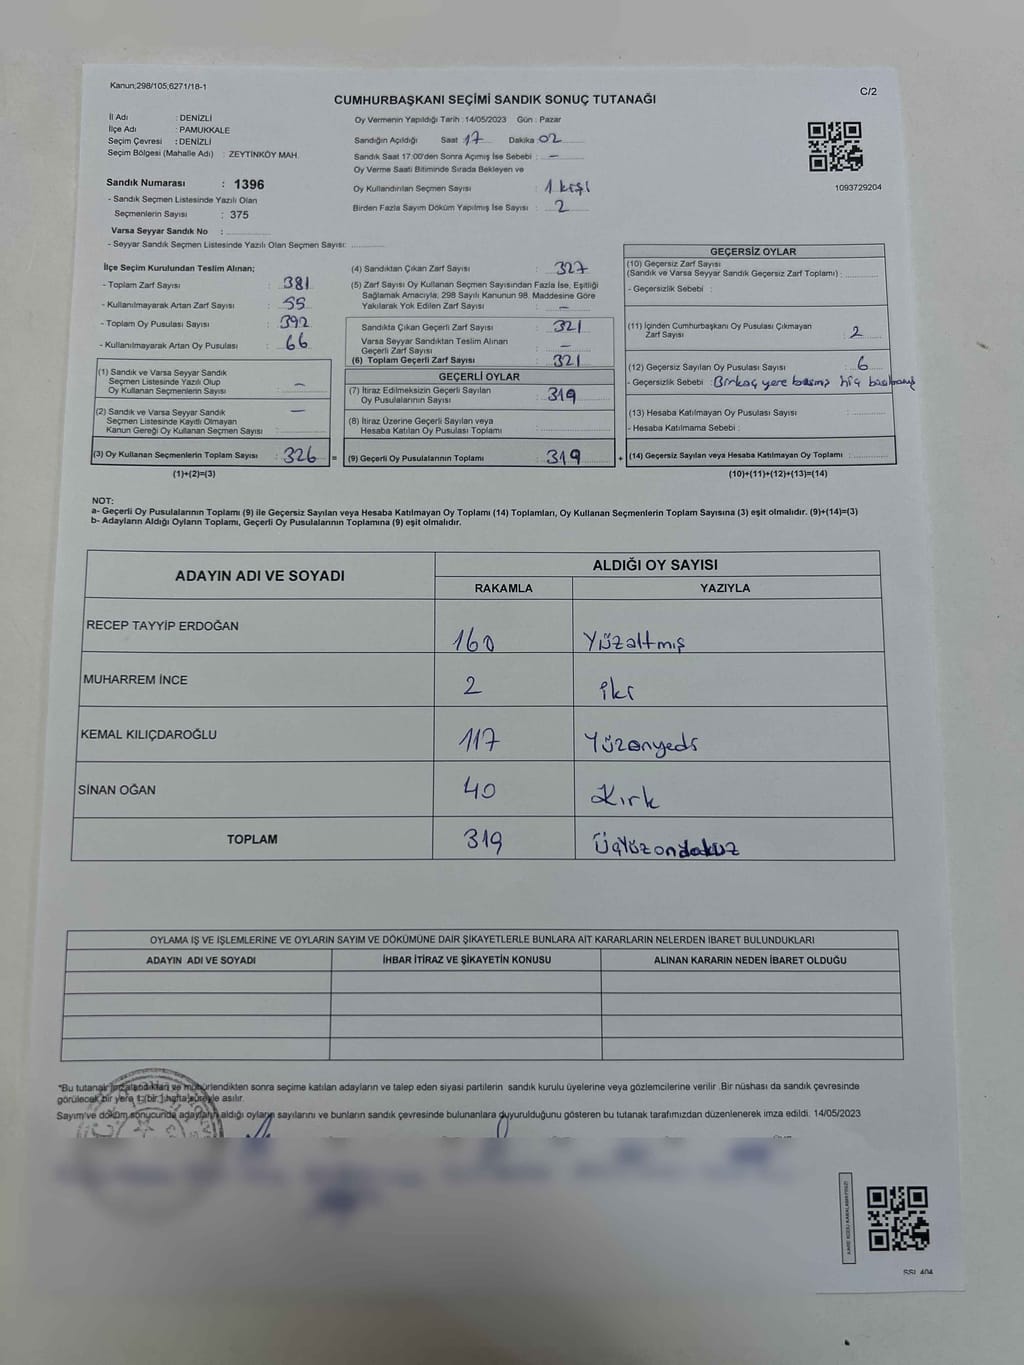 Kanun;298/105;6271/18-1
C/2
CUMHURBAŞKANI SEÇİMİ SANDIK SONUÇ TUTANAĞI
İl Adı : DENİZLİ
İlçe Adı : PAMUKKALE
Seçim Çevresi : DENİZLİ
Seçim Bölgesi (Mahalle Adı) : ZEYTİNKÖY MAH.
Sandık Numarası : 1396
- Sandık Seçmen Listesinde Yazılı Olan
Seçmenlerin Sayısı : 375
Varsa Seyyar Sandık No :
- Seyyar Sandık Seçmen Listesinde Yazılı Olan Seçmen Sayısı:
Oy Vermenin Yapıldığı Tarih :14/05/2023 Gün : Pazar
Sandığın Açıldığı Saat 17 Dakika 02
Sandık Saat 17:00'den Sonra Açılmış İse Sebebi : –
Oy Verme Saati Bitiminde Sırada Bekleyen ve
Oy Kullandırılan Seçmen Sayısı : 1 kişi
Birden Fazla Sayım Döküm Yapılmış İse Sayısı : 2
1093729204
İlçe Seçim Kurulundan Teslim Alınan;
- Toplam Zarf Sayısı : 381
- Kullanılmayarak Artan Zarf Sayısı : 55
- Toplam Oy Pusulası Sayısı : 392
- Kullanılmayarak Artan Oy Pusulası : 66
(1) Sandık ve Varsa Seyyar Sandık
Seçmen Listesinde Yazılı Olup
Oy Kullanan Seçmenlerin Sayısı : –
(2) Sandık ve Varsa Seyyar Sandık
Seçmen Listesinde Kayıtlı Olmayan
Kanun Gereği Oy Kullanan Seçmen Sayısı : –
(3) Oy Kullanan Seçmenlerin Toplam Sayısı : 326 =
(1)+(2)=(3)
(4) Sandıktan Çıkan Zarf Sayısı : 327
(5) Zarf Sayısı Oy Kullanan Seçmen Sayısından Fazla İse, Eşitliği
Sağlamak Amacıyla; 298 Sayılı Kanunun 98. Maddesine Göre
Yakılarak Yok Edilen Zarf Sayısı : –
Sandıkta Çıkan Geçerli Zarf Sayısı : 321
Varsa Seyyar Sandıktan Teslim Alınan
Geçerli Zarf Sayısı : –
(6) Toplam Geçerli Zarf Sayısı : 321
GEÇERLİ OYLAR
(7) İtiraz Edilmeksizin Geçerli Sayılan
Oy Pusulalarının Sayısı : 319
(8) İtiraz Üzerine Geçerli Sayılan veya
Hesaba Katılan Oy Pusulası Toplamı :
(9) Geçerli Oy Pusulalarının Toplamı : 319 +
GEÇERSİZ OYLAR
(10) Geçersiz Zarf Sayısı
(Sandık ve Varsa Seyyar Sandık Geçersiz Zarf Toplamı) :
- Geçersizlik Sebebi :
(11) İçinden Cumhurbaşkanı Oy Pusulası Çıkmayan
Zarf Sayısı : 2
(12) Geçersiz Sayılan Oy Pusulası Sayısı : 6
- Geçersizlik Sebebi : Birkaç yere hiç
(13) Hesaba Katılmayan Oy Pusulası Sayısı :
- Hesaba Katılmama Sebebi :
(14) Geçersiz Sayılan veya Hesaba Katılmayan Oy Toplamı :
(10)+(11)+(12)+(13)=(14)
NOT:
a- Geçerli Oy Pusulalarının Toplamı (9) ile Geçersiz Sayılan veya Hesaba Katılmayan Oy Toplamı (14) Toplamları, Oy Kullanan Seçmenlerin Toplam Sayısına (3) eşit olmalıdır. (9)+(14)=(3)
b- Adayların Aldığı Oyların Toplamı, Geçerli Oy Pusulalarının Toplamına (9) eşit olmalıdır.
ADAYIN ADI VE SOYADI ALDIĞI OY SAYISI
RAKAMLA YAZIYLA
RECEP TAYYİP ERDOĞAN 160 Yüzaltmış
MUHARREM İNCE 2 iki
KEMAL KILIÇDAROĞLU 117 Yüzonyedi
SİNAN OĞAN 40 Kırk
TOPLAM 319 Üçyüzondokuz
OYLAMA İŞ VE İŞLEMLERİNE VE OYLARIN SAYIM VE DÖKÜMÜNE DAİR ŞİKAYETLERLE BUNLARA AİT KARARLARIN NELERDEN İBARET BULUNDUKLARI
ADAYIN ADI VE SOYADI İHBAR İTİRAZ VE ŞİKAYETİN KONUSU ALINAN KARARIN NEDEN İBARET OLDUĞU
*Bu tutanak imzalandıktan ve mühürlendikten sonra seçime katılan adayların ve talep eden siyasi partilerin sandık kurulu üyelerine veya gözlemcilerine verilir .Bir nüshası da sandık çevresinde
görülecek bir yere 1 (bir ) hafta süreyle asılır.
Sayım ve döküm sonucunda adayların aldığı oyların sayılarını ve bunların sandık çevresinde bulunanlara duyurulduğunu gösteren bu tutanak tarafımızdan düzenlenerek imza edildi. 14/05/2023